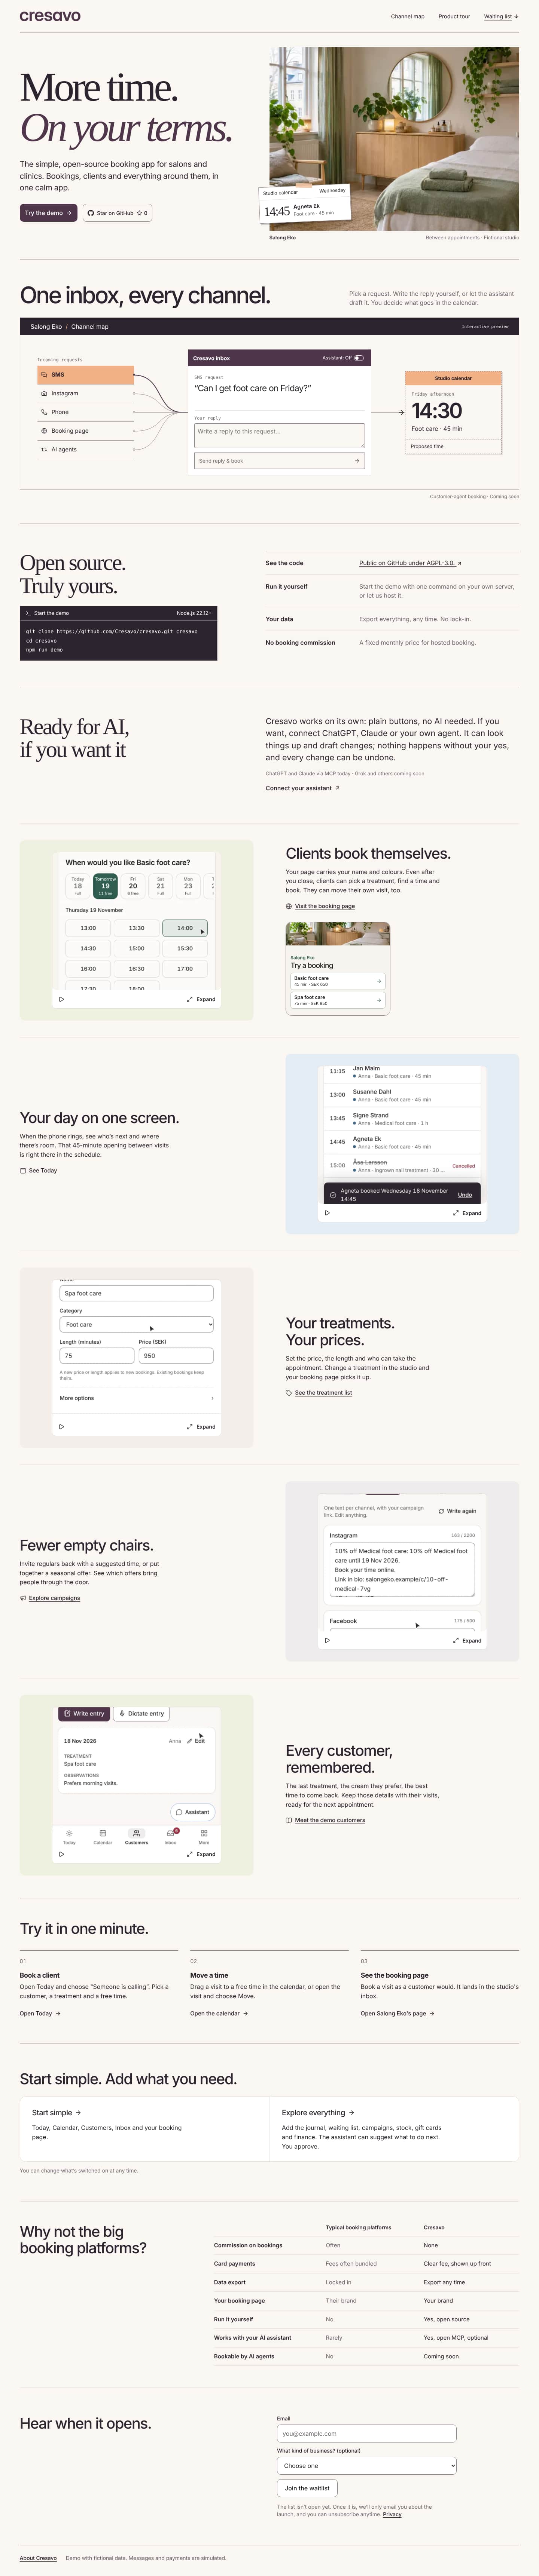 cresavo
Channel map
Product tour
Waiting list ↓
More time.
On your terms.
The simple, open-source booking app for salons and
clinics. Bookings, clients and everything around them, in
one calm app.
Try the demo →
Star on GitHub ☆ 0
Studio calendar
Wednesday
14:45
Agneta Ek
Foot care · 45 min
Salong Eko
Between appointments · Fictional studio
One inbox, every channel.
Pick a request. Write the reply yourself, or let the assistant
draft it. You decide what goes in the calendar.
Salong Eko / Channel map
Interactive preview
Incoming requests
SMS
Instagram
Phone
Booking page
AI agents
Cresavo inbox
Assistant: Off
SMS request
“Can I get foot care on Friday?”
Your reply
Write a reply to this request...
Send reply & book →
Studio calendar
Friday afternoon
14:30
Foot care · 45 min
Proposed time
Customer-agent booking · Coming soon
Open source.
Truly yours.
Start the demo
Node.js 22.12+
git clone https://github.com/Cresavo/cresavo.git cresavo
cd cresavo
npm run demo
See the code
Public on GitHub under AGPL-3.0. ↗
Run it yourself
Start the demo with one command on your own server,
or let us host it.
Your data
Export everything, any time. No lock-in.
No booking commission
A fixed monthly price for hosted booking.
Ready for AI,
if you want it
Cresavo works on its own: plain buttons, no AI needed. If you
want, connect ChatGPT, Claude or your own agent. It can look
things up and draft changes; nothing happens without your yes,
and every change can be undone.
ChatGPT and Claude via MCP today · Grok and others coming soon
Connect your assistant ↗
When would you like Basic foot care?
Today
18
Full
Tomorrow
19
11 free
Fri
20
6 free
Sat
21
Full
Mon
23
Full
Thursday 19 November
13:00
13:30
14:00
14:30
15:00
15:30
16:00
16:30
17:00
17:30
18:00
Expand
Clients book themselves.
Your page carries your name and colours. Even after
you close, clients can pick a treatment, find a time and
book. They can move their own visit, too.
Visit the booking page
Salong Eko
Try a booking
Basic foot care
45 min · SEK 650
→
Spa foot care
75 min · SEK 850
→
Your day on one screen.
When the phone rings, see who's next and where
there's room. That 45-minute opening between visits
is right there in the schedule.
See Today
11:15
Jan Malm
Anna · Basic foot care · 45 min
13:00
Susanne Dahl
Anna · Basic foot care · 45 min
13:45
Signe Strand
Anna · Medical foot care · 1 h
14:45
Agneta Ek
Anna · Basic foot care · 45 min
15:00
Åsa Larsson
Anna · Ingrown nail treatment · 30 ...
Cancelled
Agneta booked Wednesday 18 November
14:45
Undo
Expand
Name
Spa foot care
Category
Foot care
Length (minutes)
Price (SEK)
75
950
A new price or length applies to new bookings. Existing bookings keep
theirs.
More options ›
Expand
Your treatments.
Your prices.
Set the price, the length and who can take the
appointment. Change a treatment in the studio and
your booking page picks it up.
See the treatment list
Fewer empty chairs.
Invite regulars back with a suggested time, or put
together a seasonal offer. See which offers bring
people through the door.
Explore campaigns
One text per channel, with your campaign
link. Edit anything.
Write again
Instagram
183 / 2200
10% off Medical foot care: 10% off Medical foot
care until 19 Nov 2026.
Book your time online.
Link in bio: salongeko.example/c/10-off-
medical-7vg
Facebook
175 / 800
Expand
Write entry
Dictate entry
18 Nov 2026
Anna
Edit
TREATMENT
Spa foot care
OBSERVATIONS
Prefers morning visits.
Assistant
Today
Calendar
Customers
Inbox
More
Expand
Every customer,
remembered.
The last treatment, the cream they prefer, the best
time to come back. Keep those details with their visits,
ready for the next appointment.
Meet the demo customers
Try it in one minute.
01
Book a client
Open Today and choose “Someone is calling”. Pick a
customer, a treatment and a free time.
Open Today →
02
Move a time
Drag a visit to a free time in the calendar, or open the
visit and choose Move.
Open the calendar →
03
See the booking page
Book a visit as a customer would. It lands in the studio's
inbox.
Open Salong Eko's page →
Start simple. Add what you need.
Start simple →
Today, Calendar, Customers, Inbox and your booking
page.
Explore everything →
Add the journal, waiting list, campaigns, stock, gift cards
and finance. The assistant can suggest what to do next.
You approve.
You can change what's switched on at any time.
Why not the big
booking platforms?
Typical booking platforms
Cresavo
Commission on bookings
Often
None
Card payments
Fees often bundled
Clear fee, shown up front
Data export
Locked in
Export any time
Your booking page
Their brand
Your brand
Run it yourself
No
Yes, open source
Works with your AI assistant
Rarely
Yes, open MCP, optional
Bookable by AI agents
No
Coming soon
Hear when it opens.
Email
you@example.com
What kind of business? (optional)
Choose one
Join the waitlist
The list isn't open yet. Once it is, we'll only email you about the
launch, and you can unsubscribe anytime. Privacy
About Cresavo
Demo with fictional data. Messages and payments are simulated.